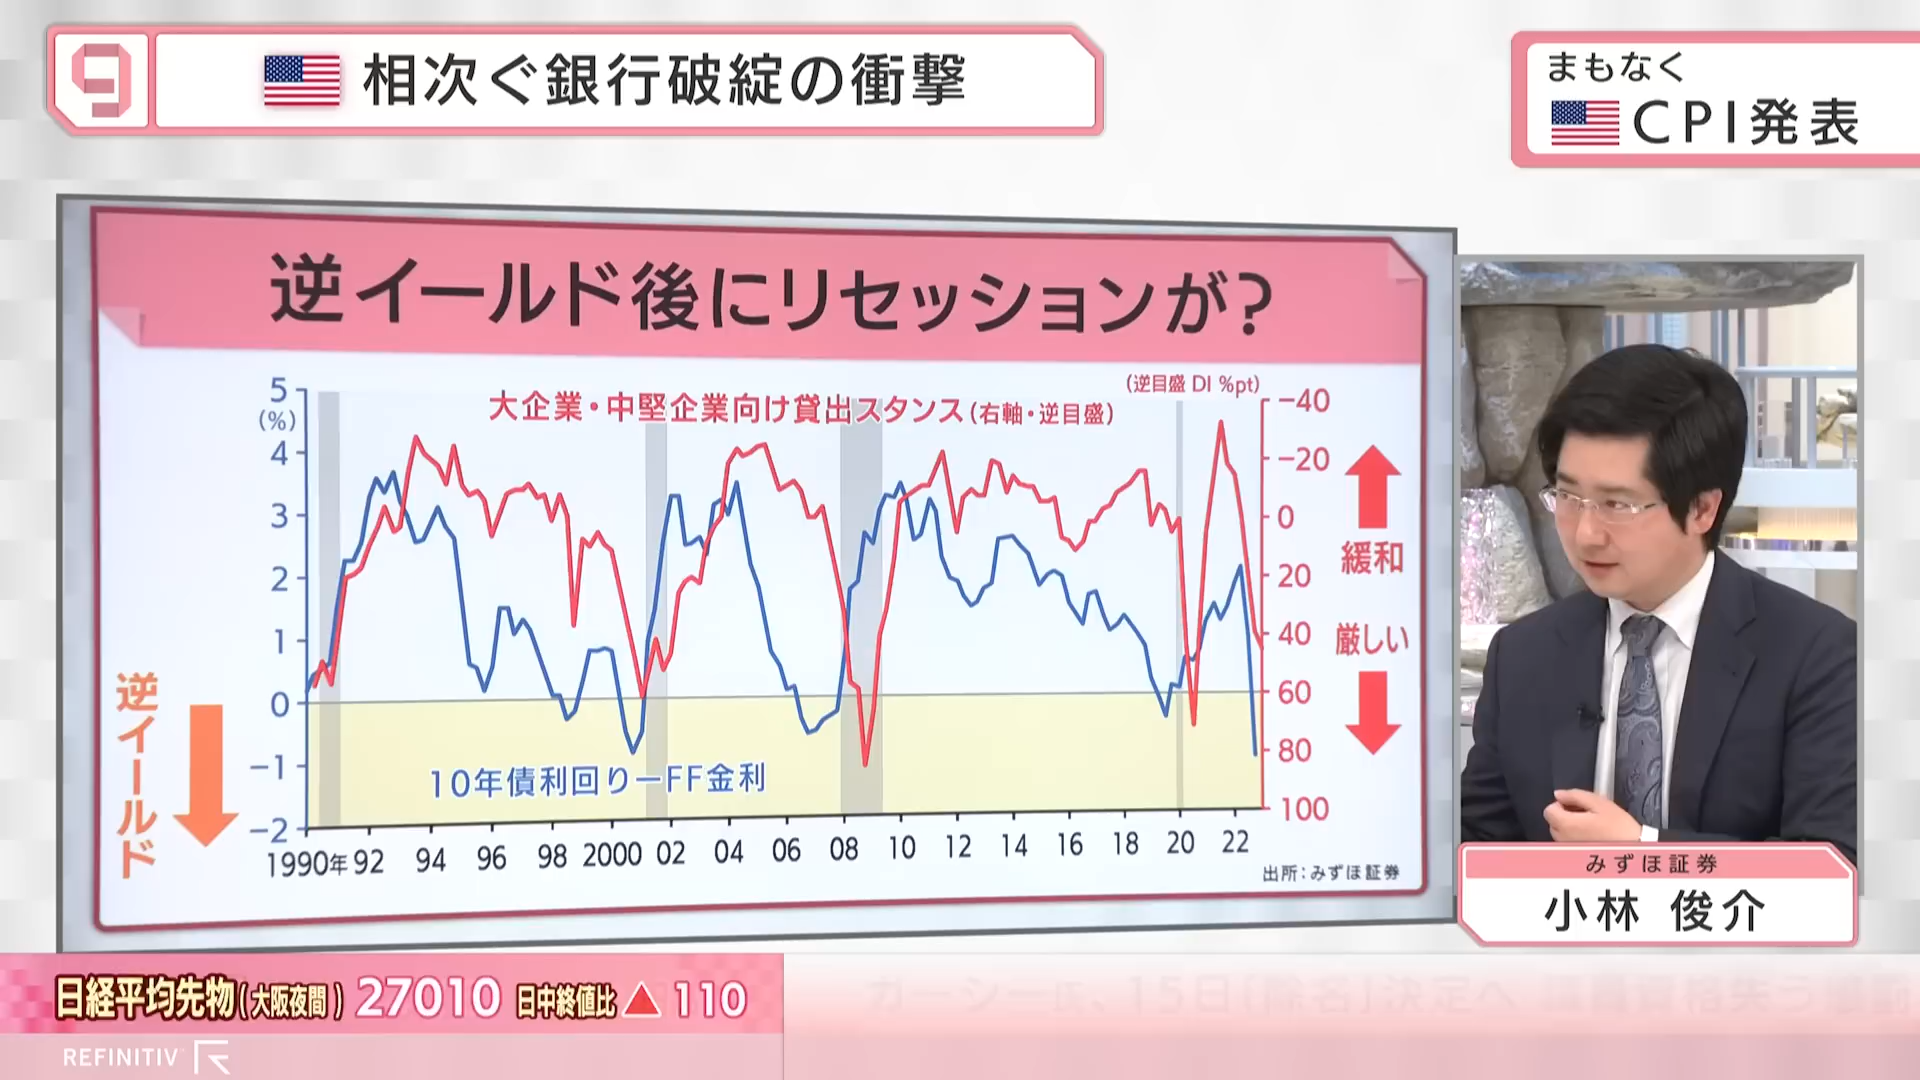 9
相次ぐ銀行破綻の衝撃
まもなく
CPI発表
逆イールド後にリセッションが?
5
(%)
4
3
2
1
0
-1
-2
大企業・中堅企業向け貸出スタンス(右軸・逆目盛)
(逆目盛 DI %pt)
-40
-20
0
20
40
60
80
100
緩和
厳しい
逆イールド
10年債利回りーFF金利
1990年 92 94 96 98 2000 02 04 06 08 10 12 14 16 18 20 22
出所:みずほ証券
みずほ証券
小林 俊介
日経平均先物(大阪夜間) 27010 日中終値比 ▲ 110
REFINITIV